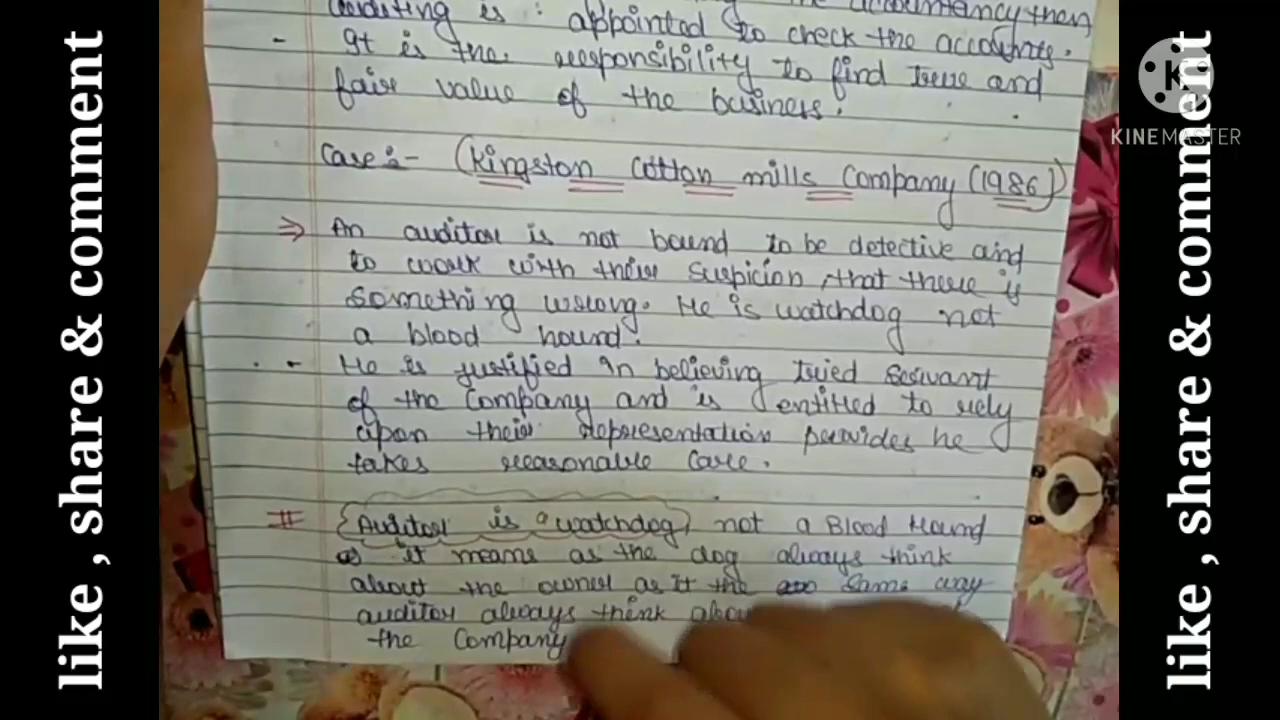 auditing is : appointed to check the accounts.
- It is the responsibility to find true and
fair value of the business.
Case :- (Kingston Cotton mills Company (1986)
⇒ An auditor is not bound to be detective and
to work with their suspicion, that there is
something wrong. He is watchdog not
a blood hound.
- He is justified in believing tried servant
of the Company and is entitled to rely
upon their representation provides he
takes reasonable care.
Auditor is a watchdog, not a Blood Hound
it means as the dog always think
about the owner as it the same way
auditor always think
the Company
like , share & comment
like , share & comment
K
KINEMASTER